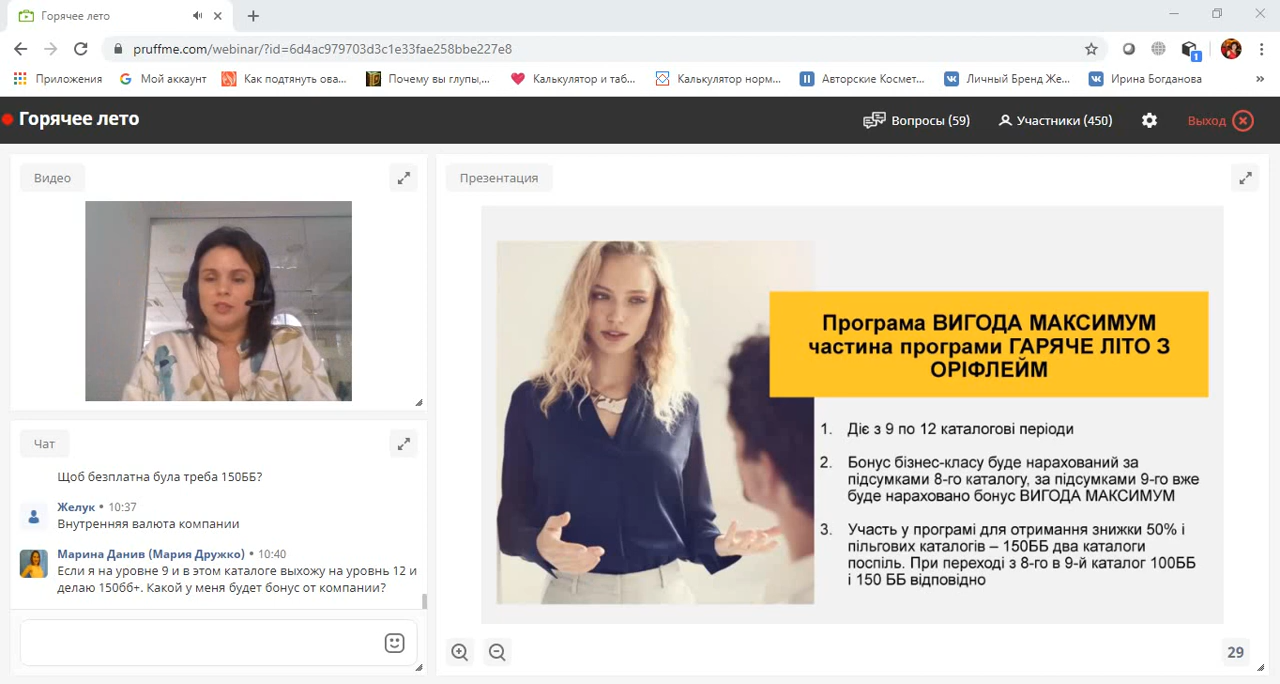 Горячее лето
pruffme.com/webinar/?id=6d4ac979703d3c1e33fae258bbe227e8
Приложения
Мой аккаунт
Как подтянуть ова...
Почему вы глупы,...
Калькулятор и таб...
Калькулятор норм...
Авторские Космет...
Личный Бренд Же...
Ирина Богданова
»
Горячее лето
Вопросы (59)
Участники (450)
Выход
Видео
Презентация
Програма ВИГОДА МАКСИМУМ
частина програми ГАРЯЧЕ ЛІТО З
ОРІФЛЕЙМ
1. Діє з 9 по 12 каталогові періоди
2. Бонус бізнес-класу буде нарахований за
підсумками 8-го каталогу, за підсумками 9-го вже
буде нараховано бонус ВИГОДА МАКСИМУМ
3. Участь у програмі для отримання знижки 50% і
пільгових каталогів – 150ББ два каталоги
поспіль. При переході з 8-го в 9-й каталог 100ББ
і 150 ББ відповідно
29
Чат
Щоб безплатна була треба 150ББ?
Желук • 10:37
Внутренняя валюта компании
Марина Данив (Мария Дружко) • 10:40
Если я на уровне 9 и в этом каталоге выхожу на уровнь 12 и
делаю 150бб+. Какой у меня будет бонус от компании?